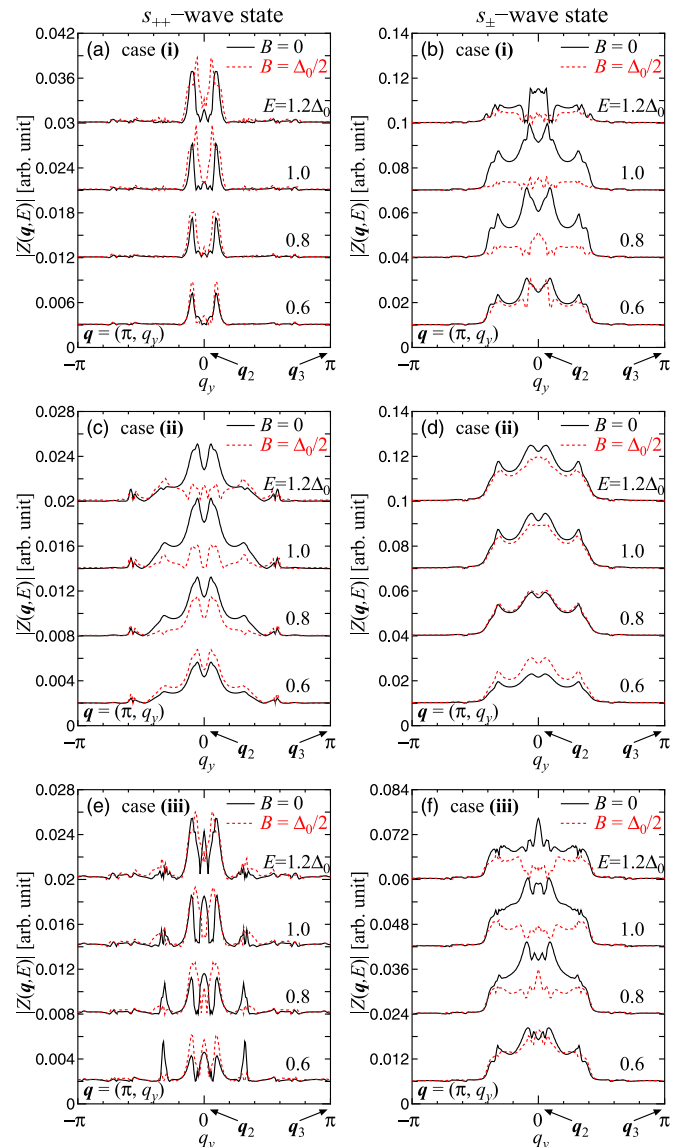 s++−wave state
s±−wave state
(a) case (i)
B = 0
B = Δ0/2
E=1.2Δ0
1.0
0.8
0.6
q = (π, qy)
0.042
0.036
0.03
0.024
0.018
0.012
0.006
0
|Z(q,E)| [arb. unit]
−π
0
π
qy
q2
q3
(b) case (i)
B = 0
B = Δ0/2
E=1.2Δ0
1.0
0.8
0.6
q = (π, qy)
0.14
0.12
0.1
0.08
0.06
0.04
0.02
0
|Z(q,E)| [arb. unit]
−π
0
π
qy
q2
q3
(c) case (ii)
B = 0
B = Δ0/2
E=1.2Δ0
1.0
0.8
0.6
q = (π, qy)
0.028
0.024
0.02
0.016
0.012
0.008
0.004
0
|Z(q,E)| [arb. unit]
−π
0
π
qy
q2
q3
(d) case (ii)
B = 0
B = Δ0/2
E=1.2Δ0
1.0
0.8
0.6
q = (π, qy)
0.14
0.12
0.1
0.08
0.06
0.04
0.02
0
|Z(q,E)| [arb. unit]
−π
0
π
qy
q2
q3
(e) case (iii)
B = 0
B = Δ0/2
E=1.2Δ0
1.0
0.8
0.6
q = (π, qy)
0.028
0.024
0.02
0.016
0.012
0.008
0.004
0
|Z(q,E)| [arb. unit]
−π
0
π
qy
q2
q3
(f) case (iii)
B = 0
B = Δ0/2
E=1.2Δ0
1.0
0.8
0.6
q = (π, qy)
0.084
0.072
0.06
0.048
0.036
0.024
0.012
0
|Z(q,E)| [arb. unit]
−π
0
π
qy
q2
q3